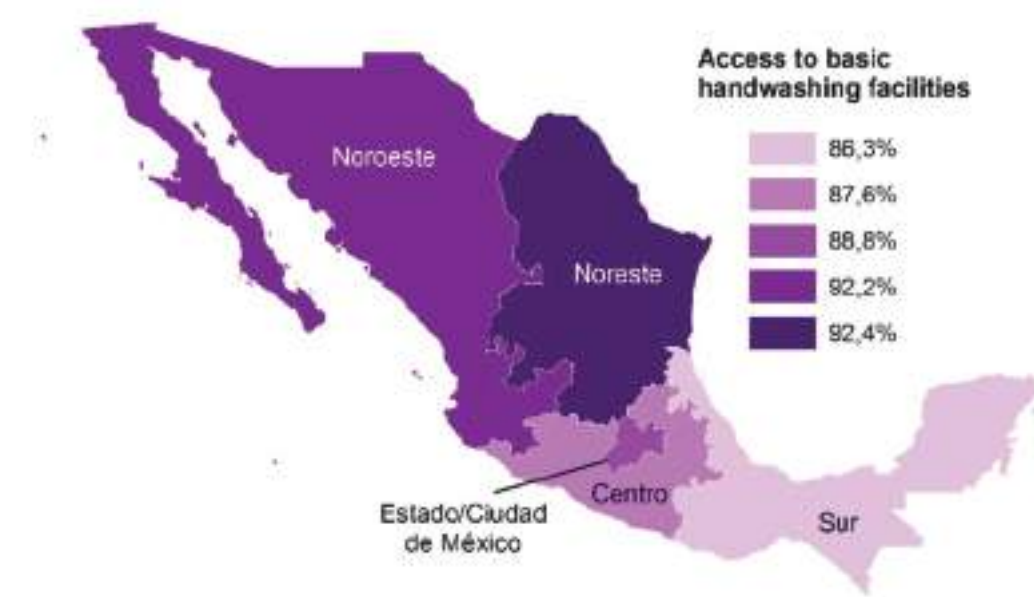 Access to basic
handwashing facilities
86,3%
87,6%
88,8%
92,2%
92,4%
Noroeste
Noreste
Centro
Estado/Ciudad
de México
Sur